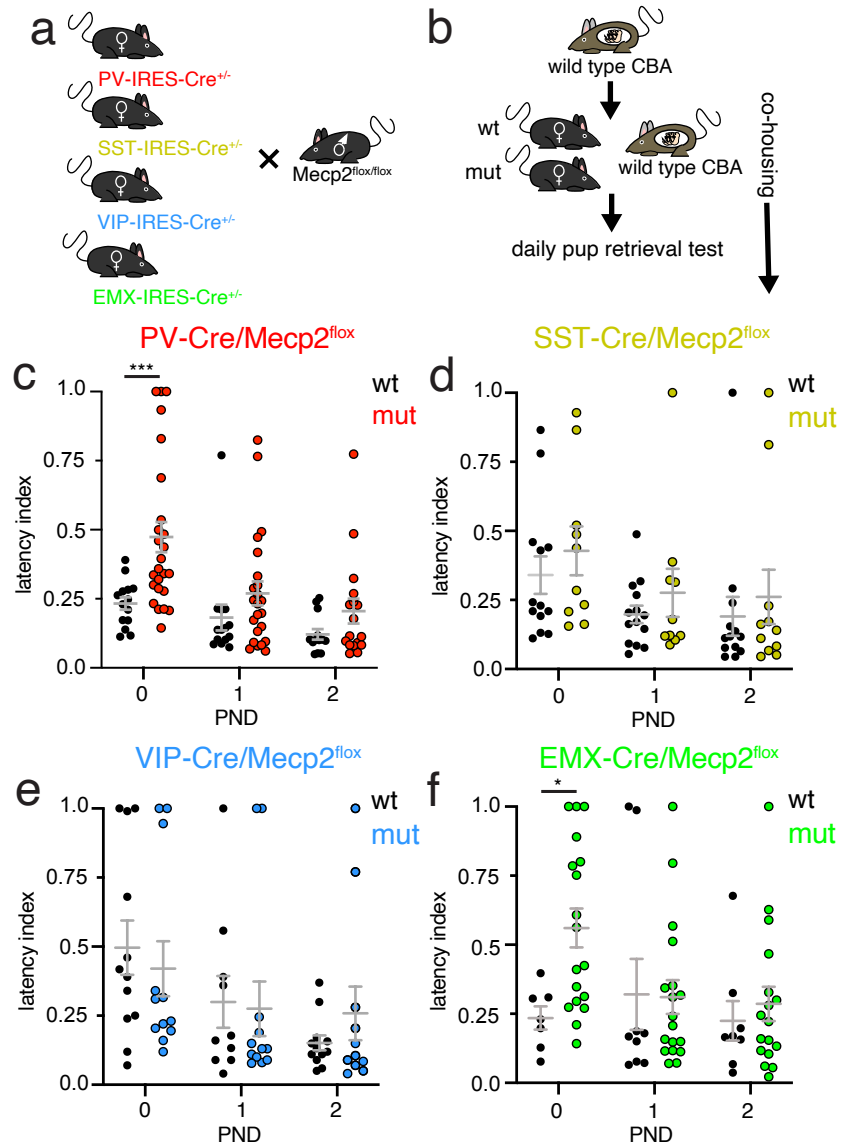 a
PV-IRES-Cre+/-
SST-IRES-Cre+/-
VIP-IRES-Cre+/-
EMX-IRES-Cre+/-
×
Mecp2flox/flox
b
wild type CBA
wt
mut
wild type CBA
daily pup retrieval test
co-housing
PV-Cre/Mecp2flox
c
***
wt
mut
1.0
0.75
0.5
0.25
0.0
latency index
0
1
2
PND
SST-Cre/Mecp2flox
d
wt
mut
1.0
0.75
0.5
0.25
0.0
latency index
0
1
2
PND
VIP-Cre/Mecp2flox
e
wt
mut
1.0
0.75
0.5
0.25
0.0
latency index
0
1
2
PND
EMX-Cre/Mecp2flox
f
*
wt
mut
1.0
0.75
0.5
0.25
0.0
latency index
0
1
2
PND